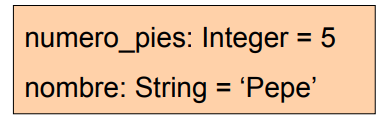 numero_pies: Integer = 5
nombre: String = ‘Pepe’